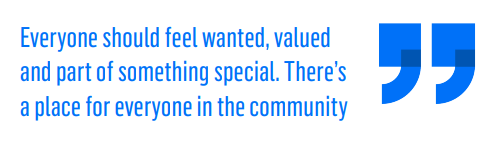 Everyone should feel wanted, valued
and part of something special. There's
a place for everyone in the community